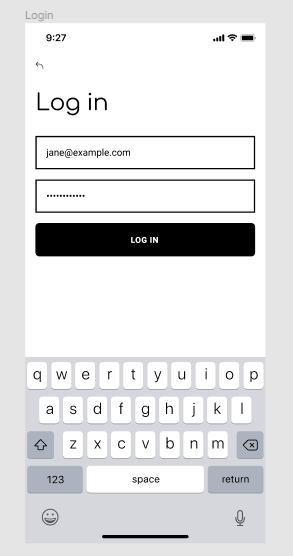 Login
9:27
Log in
jane@example.com
••••••••••••
LOG IN
q w e r t y u i o p
a s d f g h j k l
z x c v b n m
123 space return